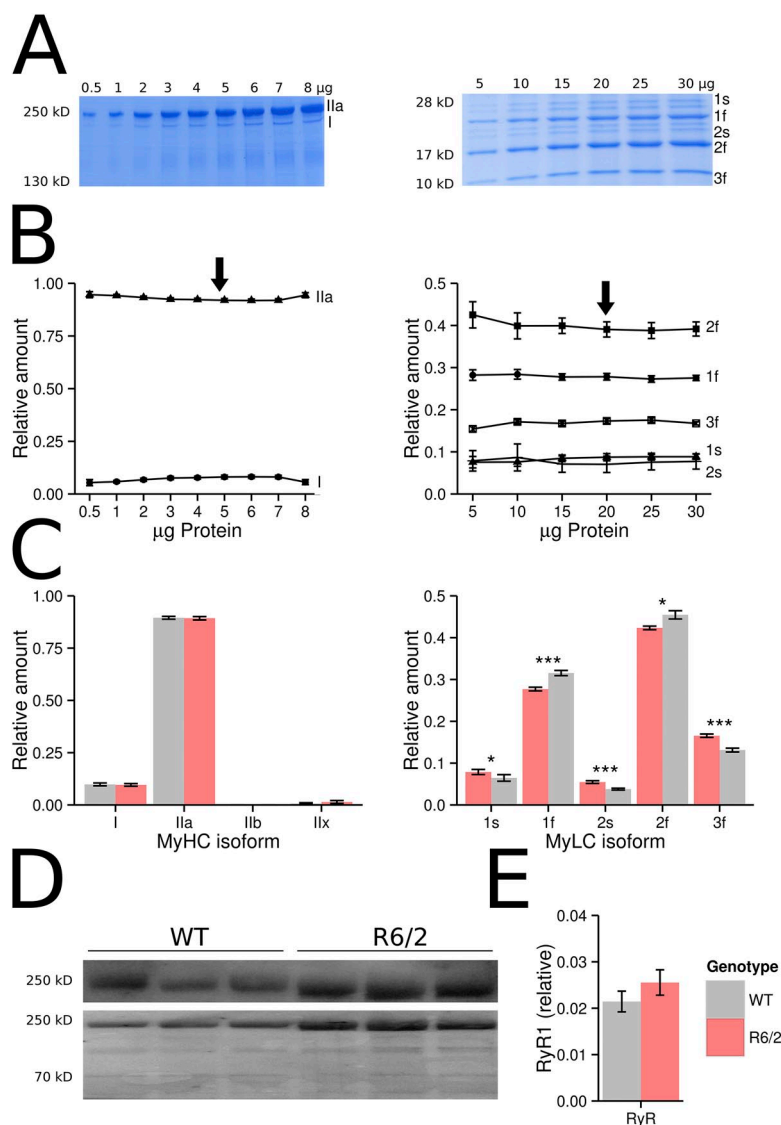 A
0.5 1 2 3 4 5 6 7 8 µg
250 kD
130 kD
IIa
I
5 10 15 20 25 30 µg
28 kD
17 kD
10 kD
1s
1f
2s
2f
3f
B
Relative amount
1.00
0.75
0.50
0.25
0.00
IIa
I
0.5 1 2 3 4 5 6 7 8
µg Protein
Relative amount
0.5
0.4
0.3
0.2
0.1
0.0
2f
1f
3f
1s
2s
5 10 15 20 25 30
µg Protein
C
Relative amount
1.00
0.75
0.50
0.25
0.00
I IIa IIb IIx
MyHC isoform
Relative amount
0.5
0.4
0.3
0.2
0.1
0.0
* *** *** * ***
1s 1f 2s 2f 3f
MyLC isoform
D
WT R6/2
250 kD
250 kD
70 kD
E
RyR1 (relative)
0.04
0.03
0.02
0.01
0.00
RyR
Genotype
WT
R6/2